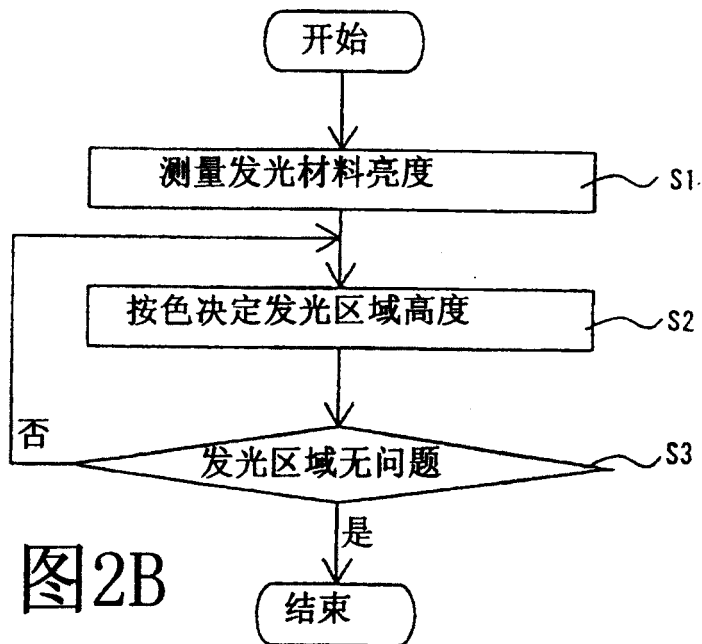 开始
测量发光材料亮度
S1
按色决定发光区域高度
S2
发光区域无问题
S3
否
是
图2B
结束